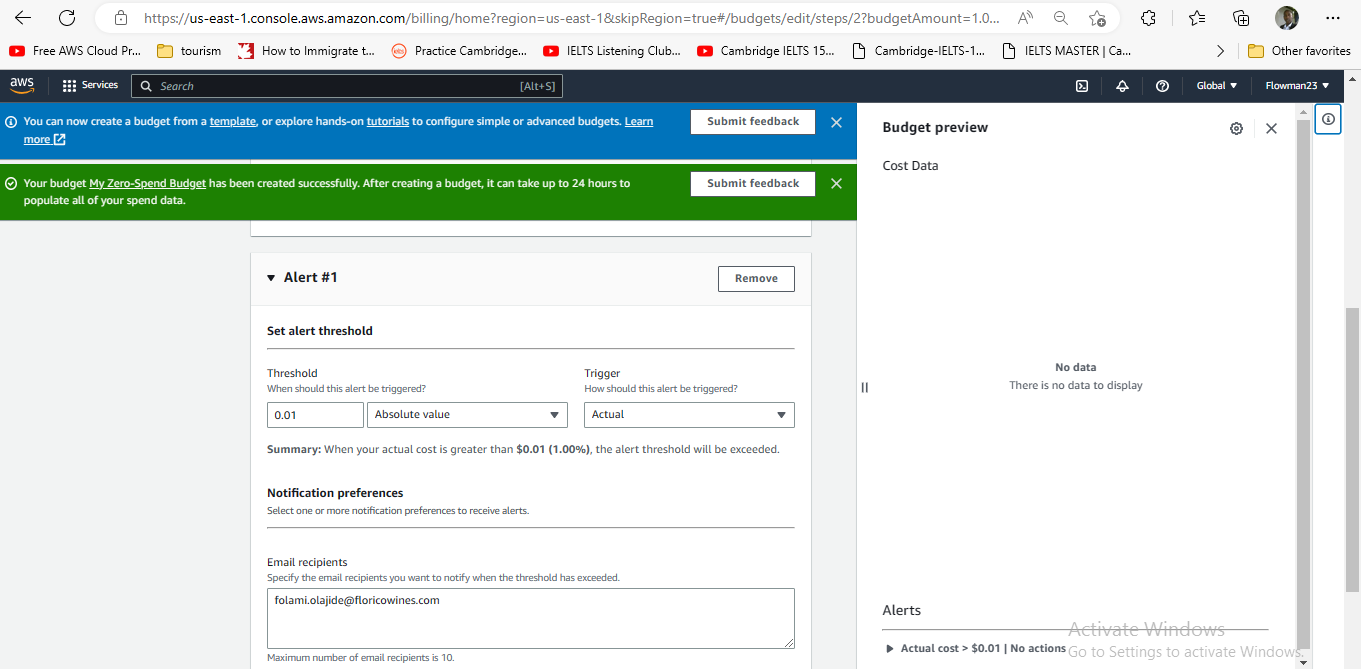 https://us-east-1.console.aws.amazon.com/billing/home?region=us-east-1&skipRegion=true#/budgets/edit/steps/2?budgetAmount=1.0...
Free AWS Cloud Pr...
tourism
How to Immigrate t...
Practice Cambridge...
IELTS Listening Club...
Cambridge IELTS 15...
Cambridge-IELTS-1...
IELTS MASTER | Ca...
Other favorites
aws
Services
Search
[Alt+S]
Global
Flowman23
You can now create a budget from a template, or explore hands-on tutorials to configure simple or advanced budgets. Learn
more
Submit feedback
Your budget My Zero-Spend Budget has been created successfully. After creating a budget, it can take up to 24 hours to
populate all of your spend data.
Submit feedback
Alert #1
Remove
Set alert threshold
Threshold
When should this alert be triggered?
0.01
Absolute value
Trigger
How should this alert be triggered?
Actual
Summary: When your actual cost is greater than $0.01 (1.00%), the alert threshold will be exceeded.
Notification preferences
Select one or more notification preferences to receive alerts.
Email recipients
Specify the email recipients you want to notify when the threshold has exceeded.
folami.olajide@floricowines.com
Maximum number of email recipients is 10.
Budget preview
Cost Data
No data
There is no data to display
Alerts
Actual cost > $0.01 | No actions
Activate Windows
Go to Settings to activate Windows.